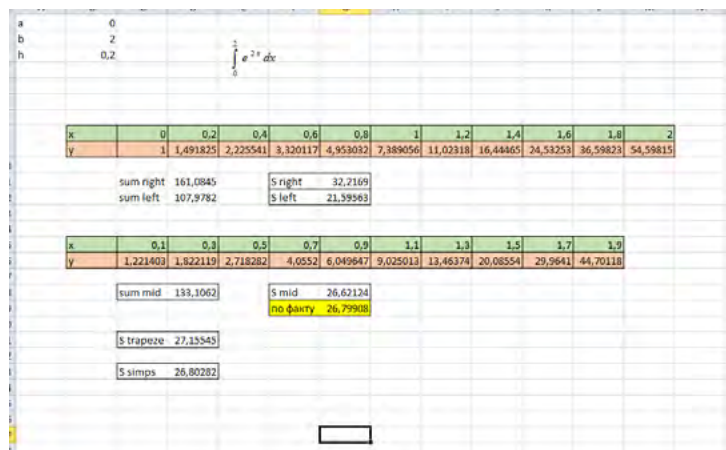 a 0
b 2
h 0,2
2
∫ e 2x dx
0
x 0 0,2 0,4 0,6 0,8 1 1,2 1,4 1,6 1,8 2
y 1 1,491825 2,225541 3,320117 4,953032 7,389056 11,02318 16,44465 24,53253 36,59823 54,59815
sum right 161,0845 S right 32,2169
sum left 107,9782 S left 21,59563
x 0,1 0,3 0,5 0,7 0,9 1,1 1,3 1,5 1,7 1,9
y 1,221403 1,822119 2,718282 4,0552 6,049647 9,025013 13,46374 20,08554 29,9641 44,70118
sum mid 133,1062 S mid 26,62124
по факту 26,79908
S trapeze 27,15545
S simps 26,80282